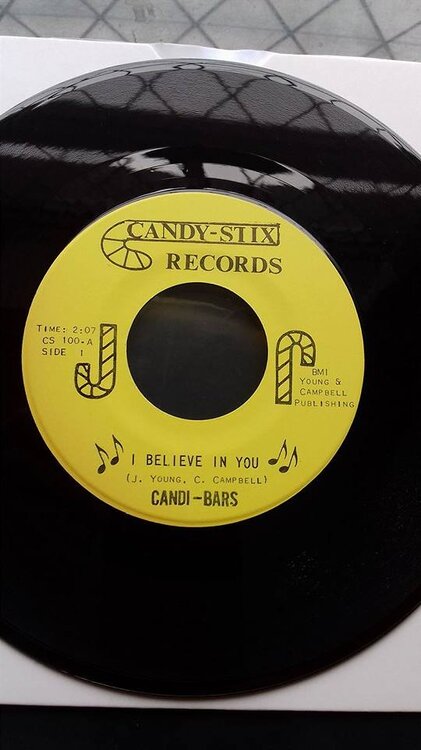 CANDY-STIX
RECORDS
TIME: 2:07
CS 100-A
SIDE 1
BMI
YOUNG &
CAMPBELL
PUBLISHING
I BELIEVE IN YOU
(J. YOUNG, C. CAMPBELL)
CANDI-BARS